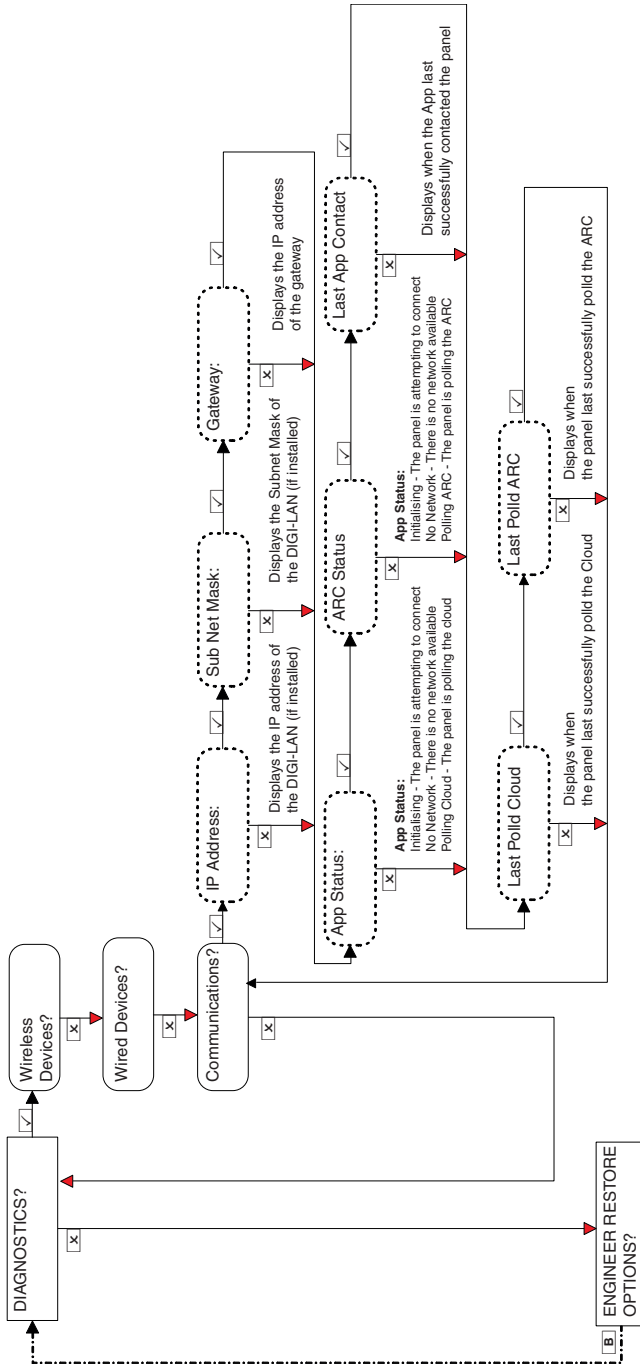 DIAGNOSTICS?
Wireless
Devices?
Wired Devices?
Communications?
IP Address:
Displays the IP address of
the DIGI-LAN (if installed)
Sub Net Mask:
Displays the Subnet Mask of
the DIGI-LAN (if installed)
Gateway:
Displays the IP address
of the gateway
App Status:
App Status:
Initialising - The panel is attempting to connect
No Network - There is no network available
Polling Cloud - The panel is polling the cloud
ARC Status
App Status:
Initialising - The panel is attempting to connect
No Network - There is no network available
Polling ARC - The panel is polling the ARC
Last App Contact
Displays when the App last
successfully contacted the panel
Last Polld Cloud
Displays when
the panel last successfully polld the Cloud
Last Polld ARC
Displays when
the panel last successfully polld the ARC
B
ENGINEER RESTORE
OPTIONS?